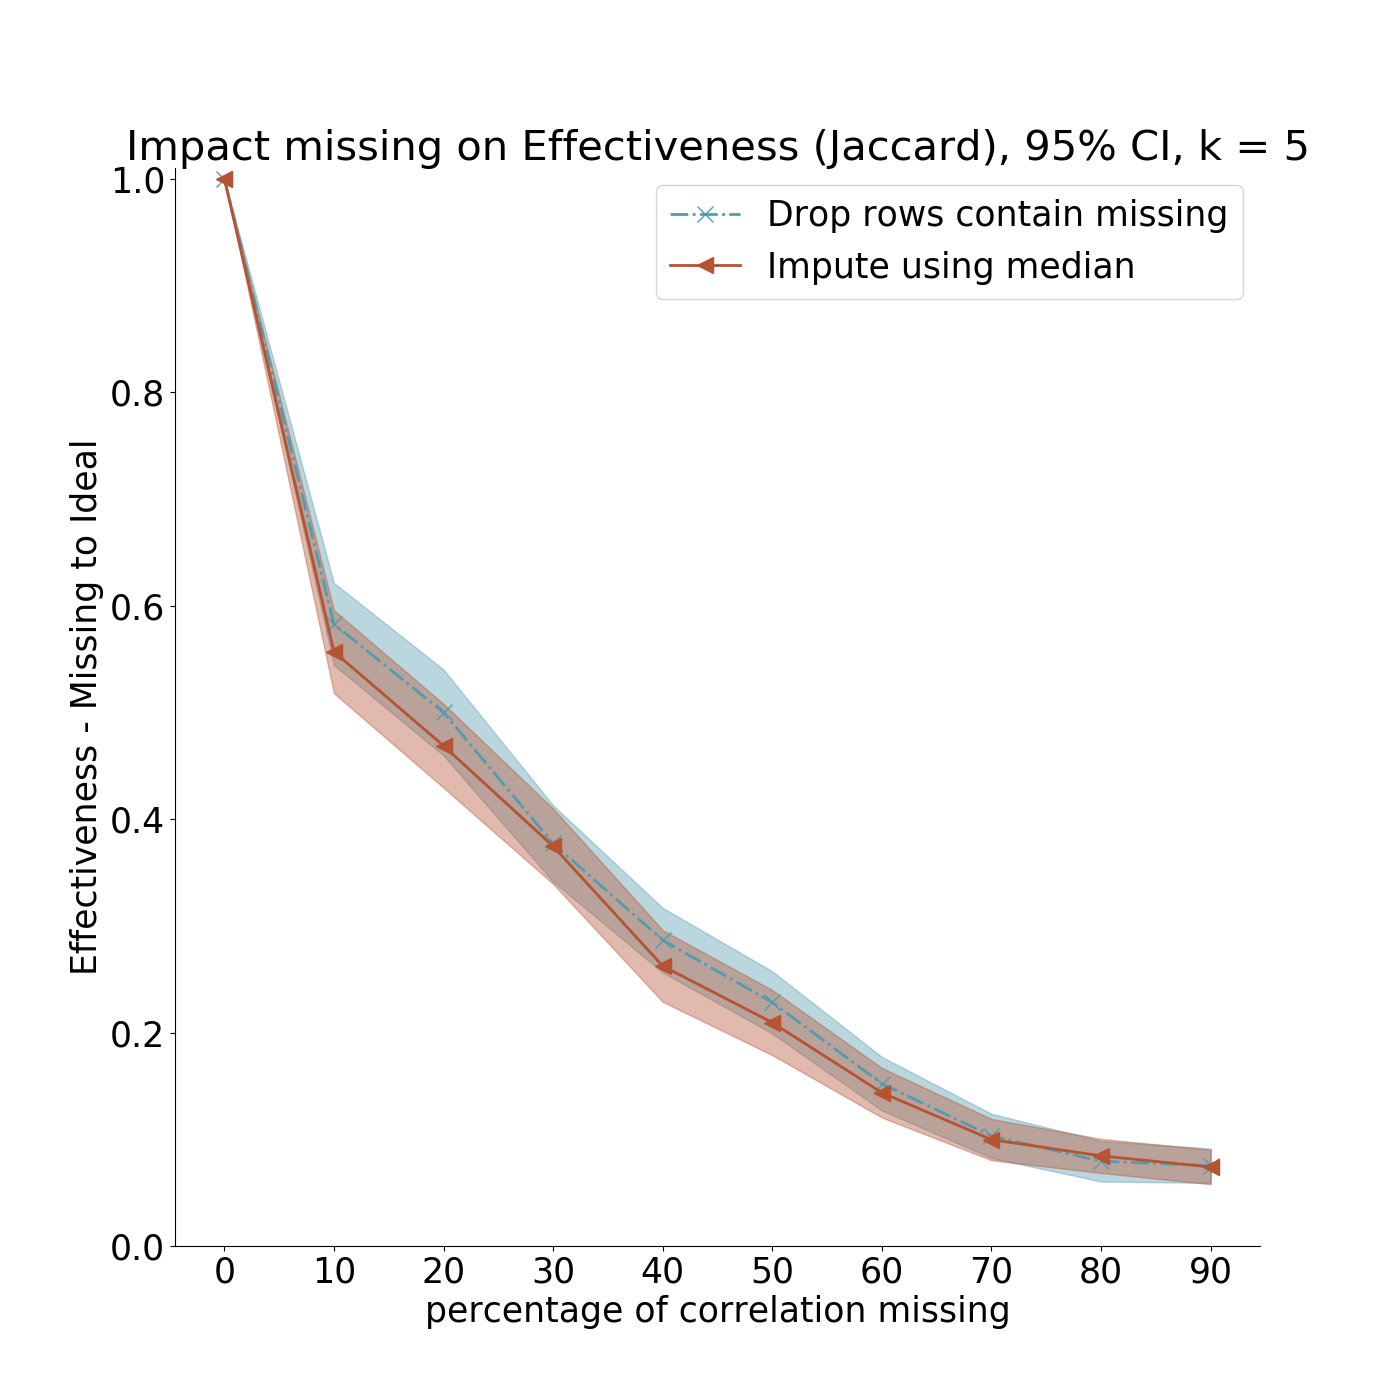 Impact missing on Effectiveness (Jaccard), 95% CI, k = 5
Drop rows contain missing
Impute using median
Effectiveness - Missing to Ideal
1.0
0.8
0.6
0.4
0.2
0.0
0 10 20 30 40 50 60 70 80 90
percentage of correlation missing